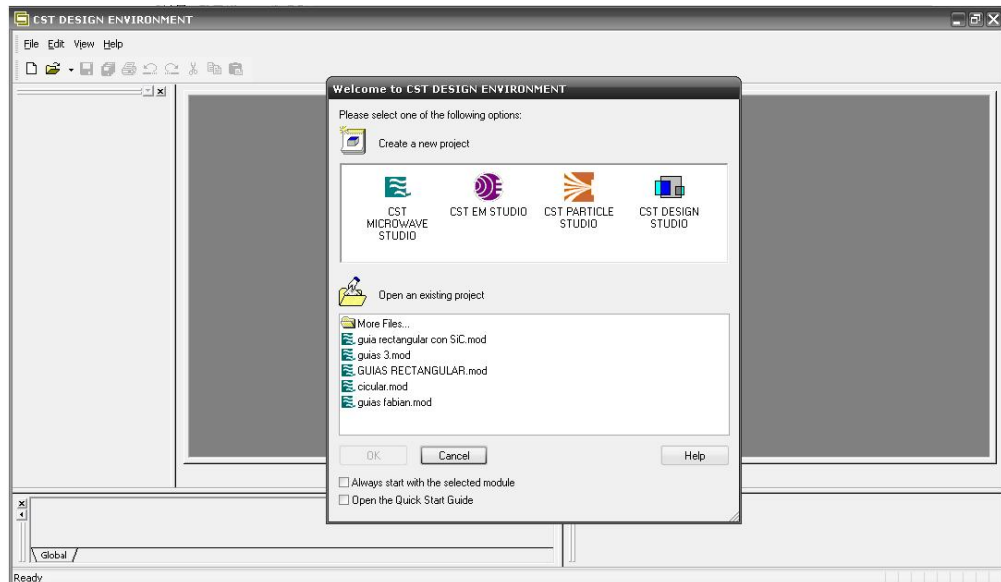 CST DESIGN ENVIRONMENT
File Edit View Help
Welcome to CST DESIGN ENVIRONMENT
Please select one of the following options:
Create a new project
CST MICROWAVE STUDIO
CST EM STUDIO
CST PARTICLE STUDIO
CST DESIGN STUDIO
Open an existing project
More Files...
guia rectangular con SiC.mod
guias 3.mod
GUIAS RECTANGULAR.mod
cicular.mod
guias fabian.mod
OK Cancel Help
Always start with the selected module
Open the Quick Start Guide
Global
Ready